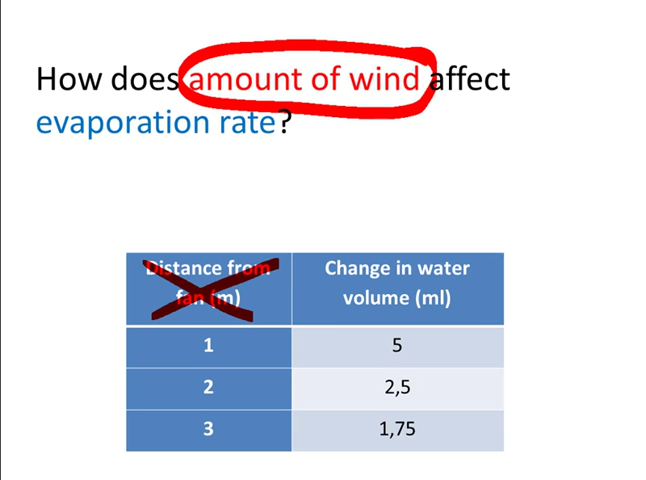 How does amount of wind affect
evaporation rate?
Distance from
fan (m)
Change in water
volume (ml)
1
5
2
2,5
3
1,75